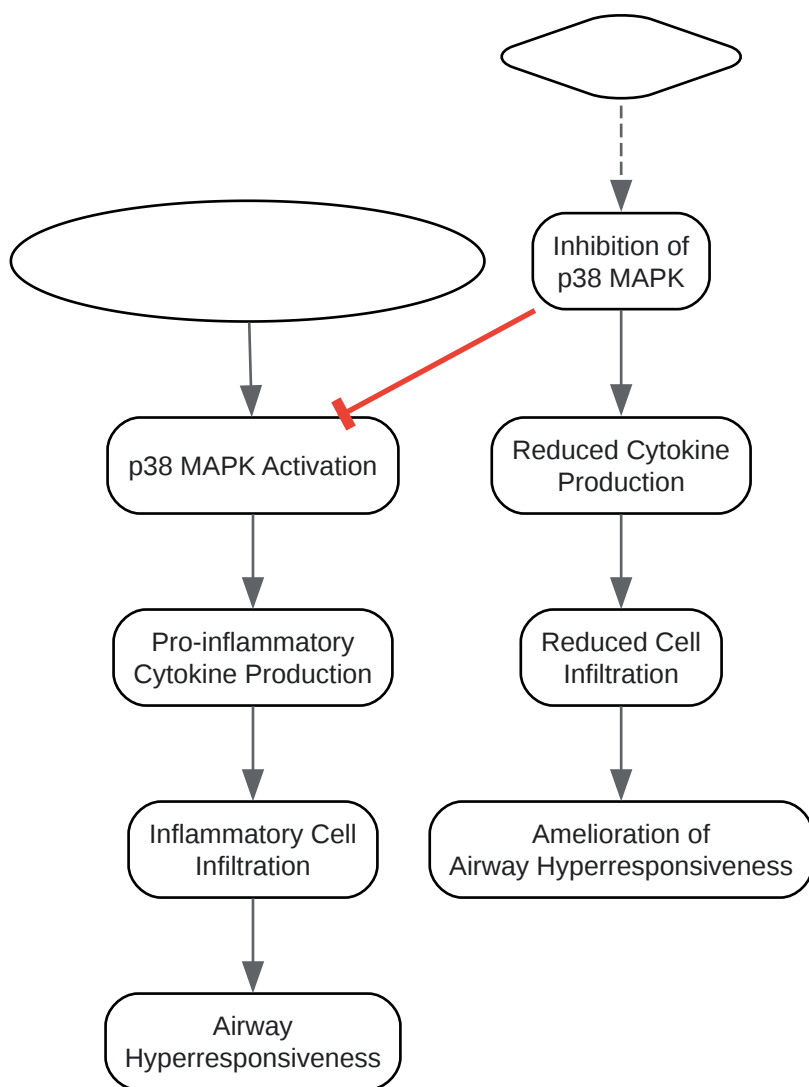 Inhibition of
p38 MAPK
p38 MAPK Activation
Reduced Cytokine
Production
Pro-inflammatory
Cytokine Production
Reduced Cell
Infiltration
Inflammatory Cell
Infiltration
Amelioration of
Airway Hyperresponsiveness
Airway
Hyperresponsiveness